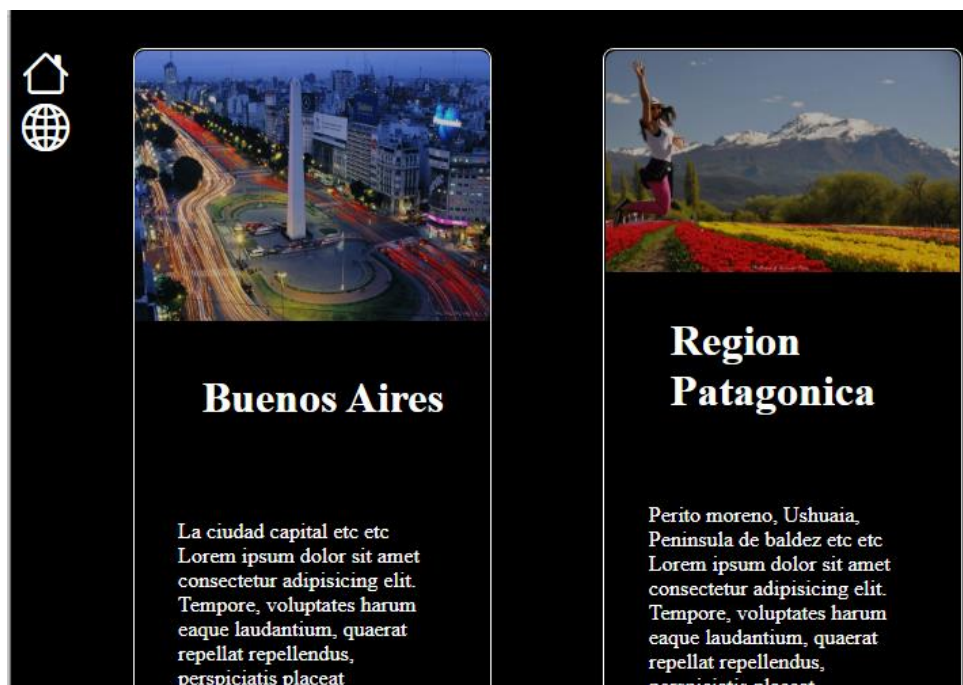 Buenos Aires
La ciudad capital etc etc
Lorem ipsum dolor sit amet
consectetur adipisicing elit.
Tempore, voluptates harum
eaque laudantium, quaerat
repellat repellendus,
perspiciatis placeat
Region
Patagonica
Perito moreno, Ushuaia,
Peninsula de baldez etc etc
Lorem ipsum dolor sit amet
consectetur adipisicing elit.
Tempore, voluptates harum
eaque laudantium, quaerat
repellat repellendus,
perspiciatis placeat